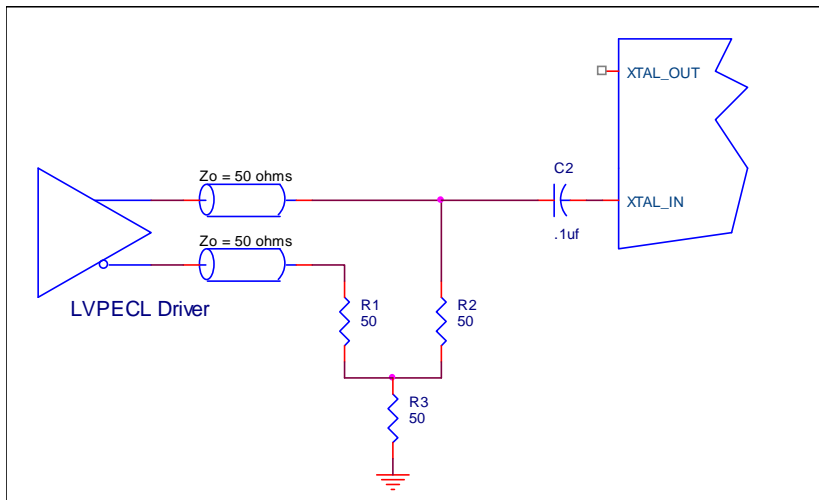 XTAL_OUT
Zo = 50 ohms
C2
XTAL_IN
.1uf
Zo = 50 ohms
LVPECL Driver
R1
50
R2
50
R3
50